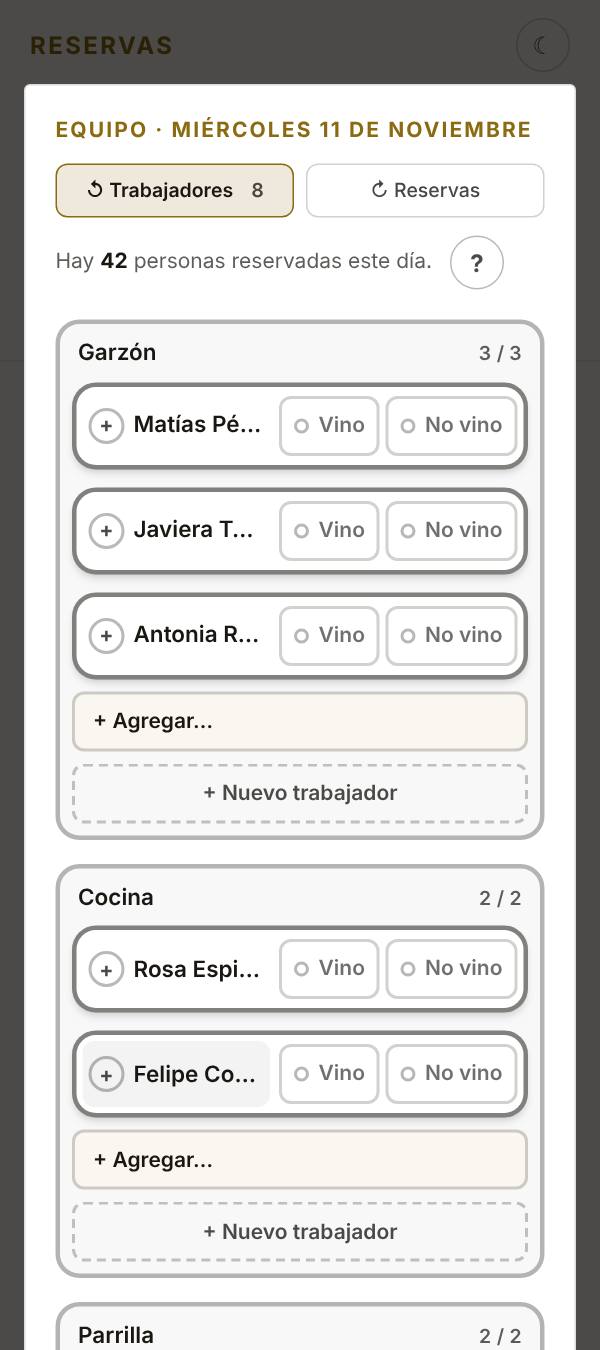 RESERVAS
EQUIPO · MIÉRCOLES 11 DE NOVIEMBRE
Trabajadores 8
Reservas
Hay 42 personas reservadas este día. ?
Garzón 3 / 3
+ Matías Pé... Vino No vino
+ Javiera T... Vino No vino
+ Antonia R... Vino No vino
+ Agregar...
+ Nuevo trabajador
Cocina 2 / 2
+ Rosa Espi... Vino No vino
+ Felipe Co... Vino No vino
+ Agregar...
+ Nuevo trabajador
Parrilla 2 / 2